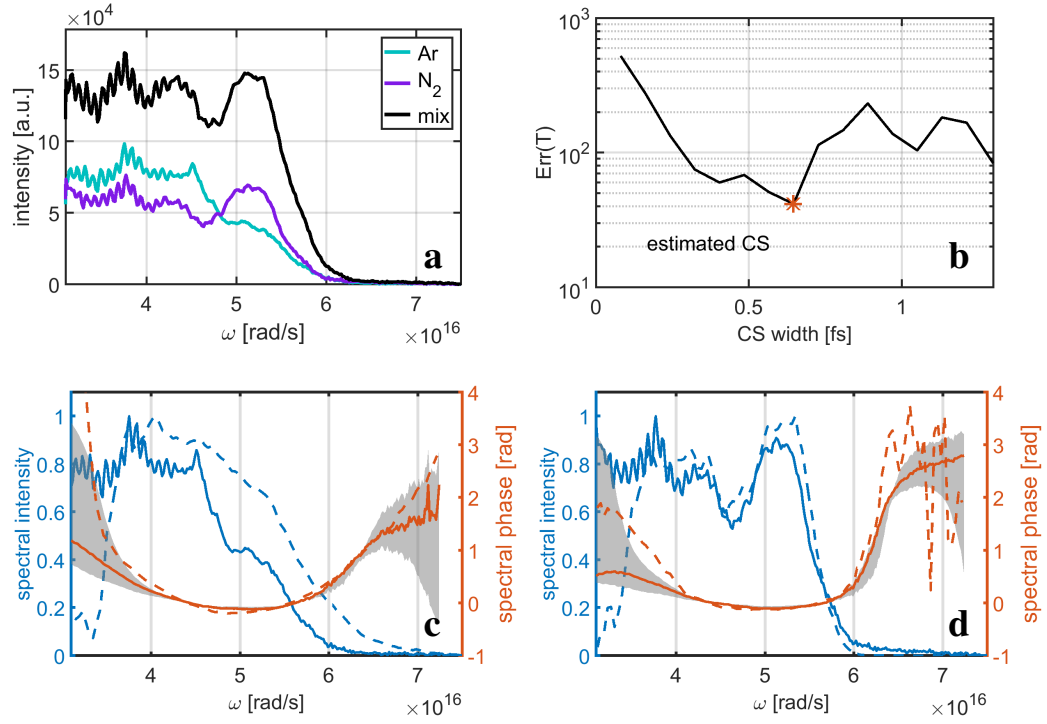 ×10⁴
15
10
5
0
intensity [a.u.]
Ar
N₂
mix
a
4
5
6
7
ω [rad/s]
×10¹⁶
10³
10²
10¹
Err(T)
estimated CS
b
0
0.5
1
CS width [fs]
1
0.8
0.6
0.4
0.2
0
spectral intensity
4
3
2
1
0
-1
spectral phase [rad]
c
4
5
6
7
ω [rad/s]
×10¹⁶
1
0.8
0.6
0.4
0.2
0
spectral intensity
4
3
2
1
0
-1
spectral phase [rad]
d
4
5
6
7
ω [rad/s]
×10¹⁶